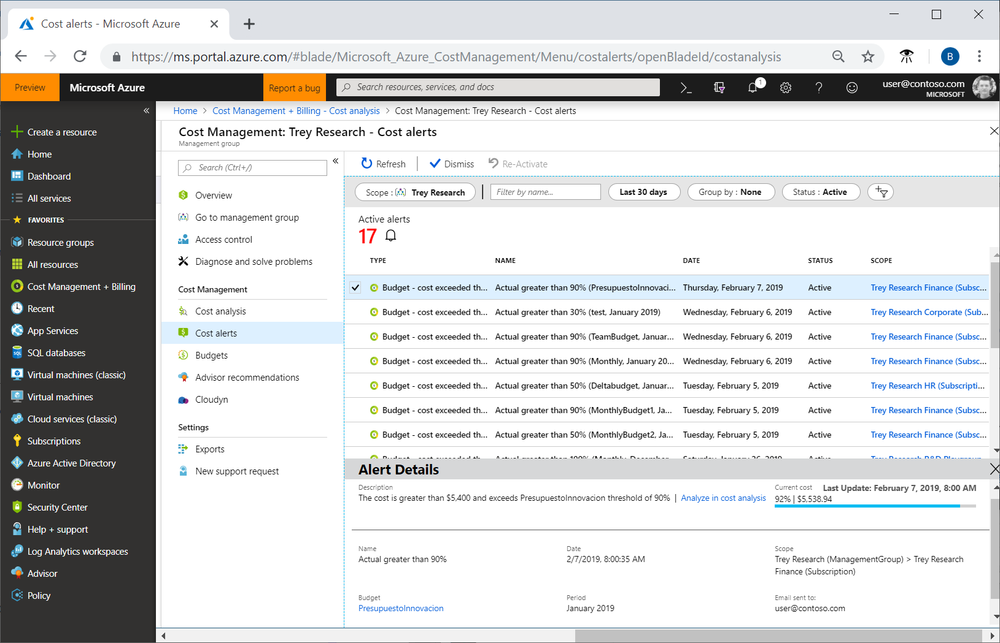 Cost alerts - Microsoft Azure
https://ms.portal.azure.com/#blade/Microsoft_Azure_CostManagement/Menu/costalerts/openBladeId/costanalysis
B
Preview
Microsoft Azure
Report a bug
Search resources, services, and docs
1
user@contoso.com
MICROSOFT
Create a resource
Home
Dashboard
All services
FAVORITES
Resource groups
All resources
Cost Management + Billing
Recent
App Services
SQL databases
Virtual machines (classic)
Virtual machines
Cloud services (classic)
Subscriptions
Azure Active Directory
Monitor
Security Center
Help + support
Log Analytics workspaces
Advisor
Policy
Home > Cost Management + Billing - Cost analysis > Cost Management: Trey Research - Cost alerts
Cost Management: Trey Research - Cost alerts
Management group
Search (Ctrl+/)
Overview
Go to management group
Access control
Diagnose and solve problems
Cost Management
Cost analysis
Cost alerts
Budgets
Advisor recommendations
Cloudyn
Settings
Exports
New support request
Refresh
Dismiss
Re-Activate
Scope : Trey Research
Filter by name...
Last 30 days
Group by : None
Status : Active
Active alerts
17
TYPE NAME DATE STATUS SCOPE
Budget - cost exceeded th... Actual greater than 90% (PresupuestoInnovaci... Thursday, February 7, 2019 Active Trey Research Finance (Subsc...
Budget - cost exceeded th... Actual greater than 30% (test, January 2019) Wednesday, February 6, 2019 Active Trey Research Corporate (Sub...
Budget - cost exceeded th... Actual greater than 90% (TeamBudget, Januar... Wednesday, February 6, 2019 Active Trey Research Finance (Subsc...
Budget - cost exceeded th... Actual greater than 90% (Monthly, January 20... Wednesday, February 6, 2019 Active Trey Research Finance (Subsc...
Budget - cost exceeded th... Actual greater than 50% (Deltabudget, Januar... Tuesday, February 5, 2019 Active Trey Research HR (Subscripti...
Budget - cost exceeded th... Actual greater than 90% (MonthlyBudget1, Ja... Tuesday, February 5, 2019 Active Trey Research Finance (Subsc...
Budget - cost exceeded th... Actual greater than 50% (MonthlyBudget2, Ja... Tuesday, February 5, 2019 Active Trey Research Finance (Subsc...
Alert Details
Description
The cost is greater than $5,400 and exceeds PresupuestoInnovacion threshold of 90% | Analyze in cost analysis
Current cost Last Update: February 7, 2019, 8:00 AM
92% | $5,538.94
Name
Actual greater than 90%
Date
2/7/2019, 8:00:35 AM
Scope
Trey Research (ManagementGroup) > Trey Research
Finance (Subscription)
Budget
PresupuestoInnovacion
Period
January 2019
Email sent to:
user@contoso.com